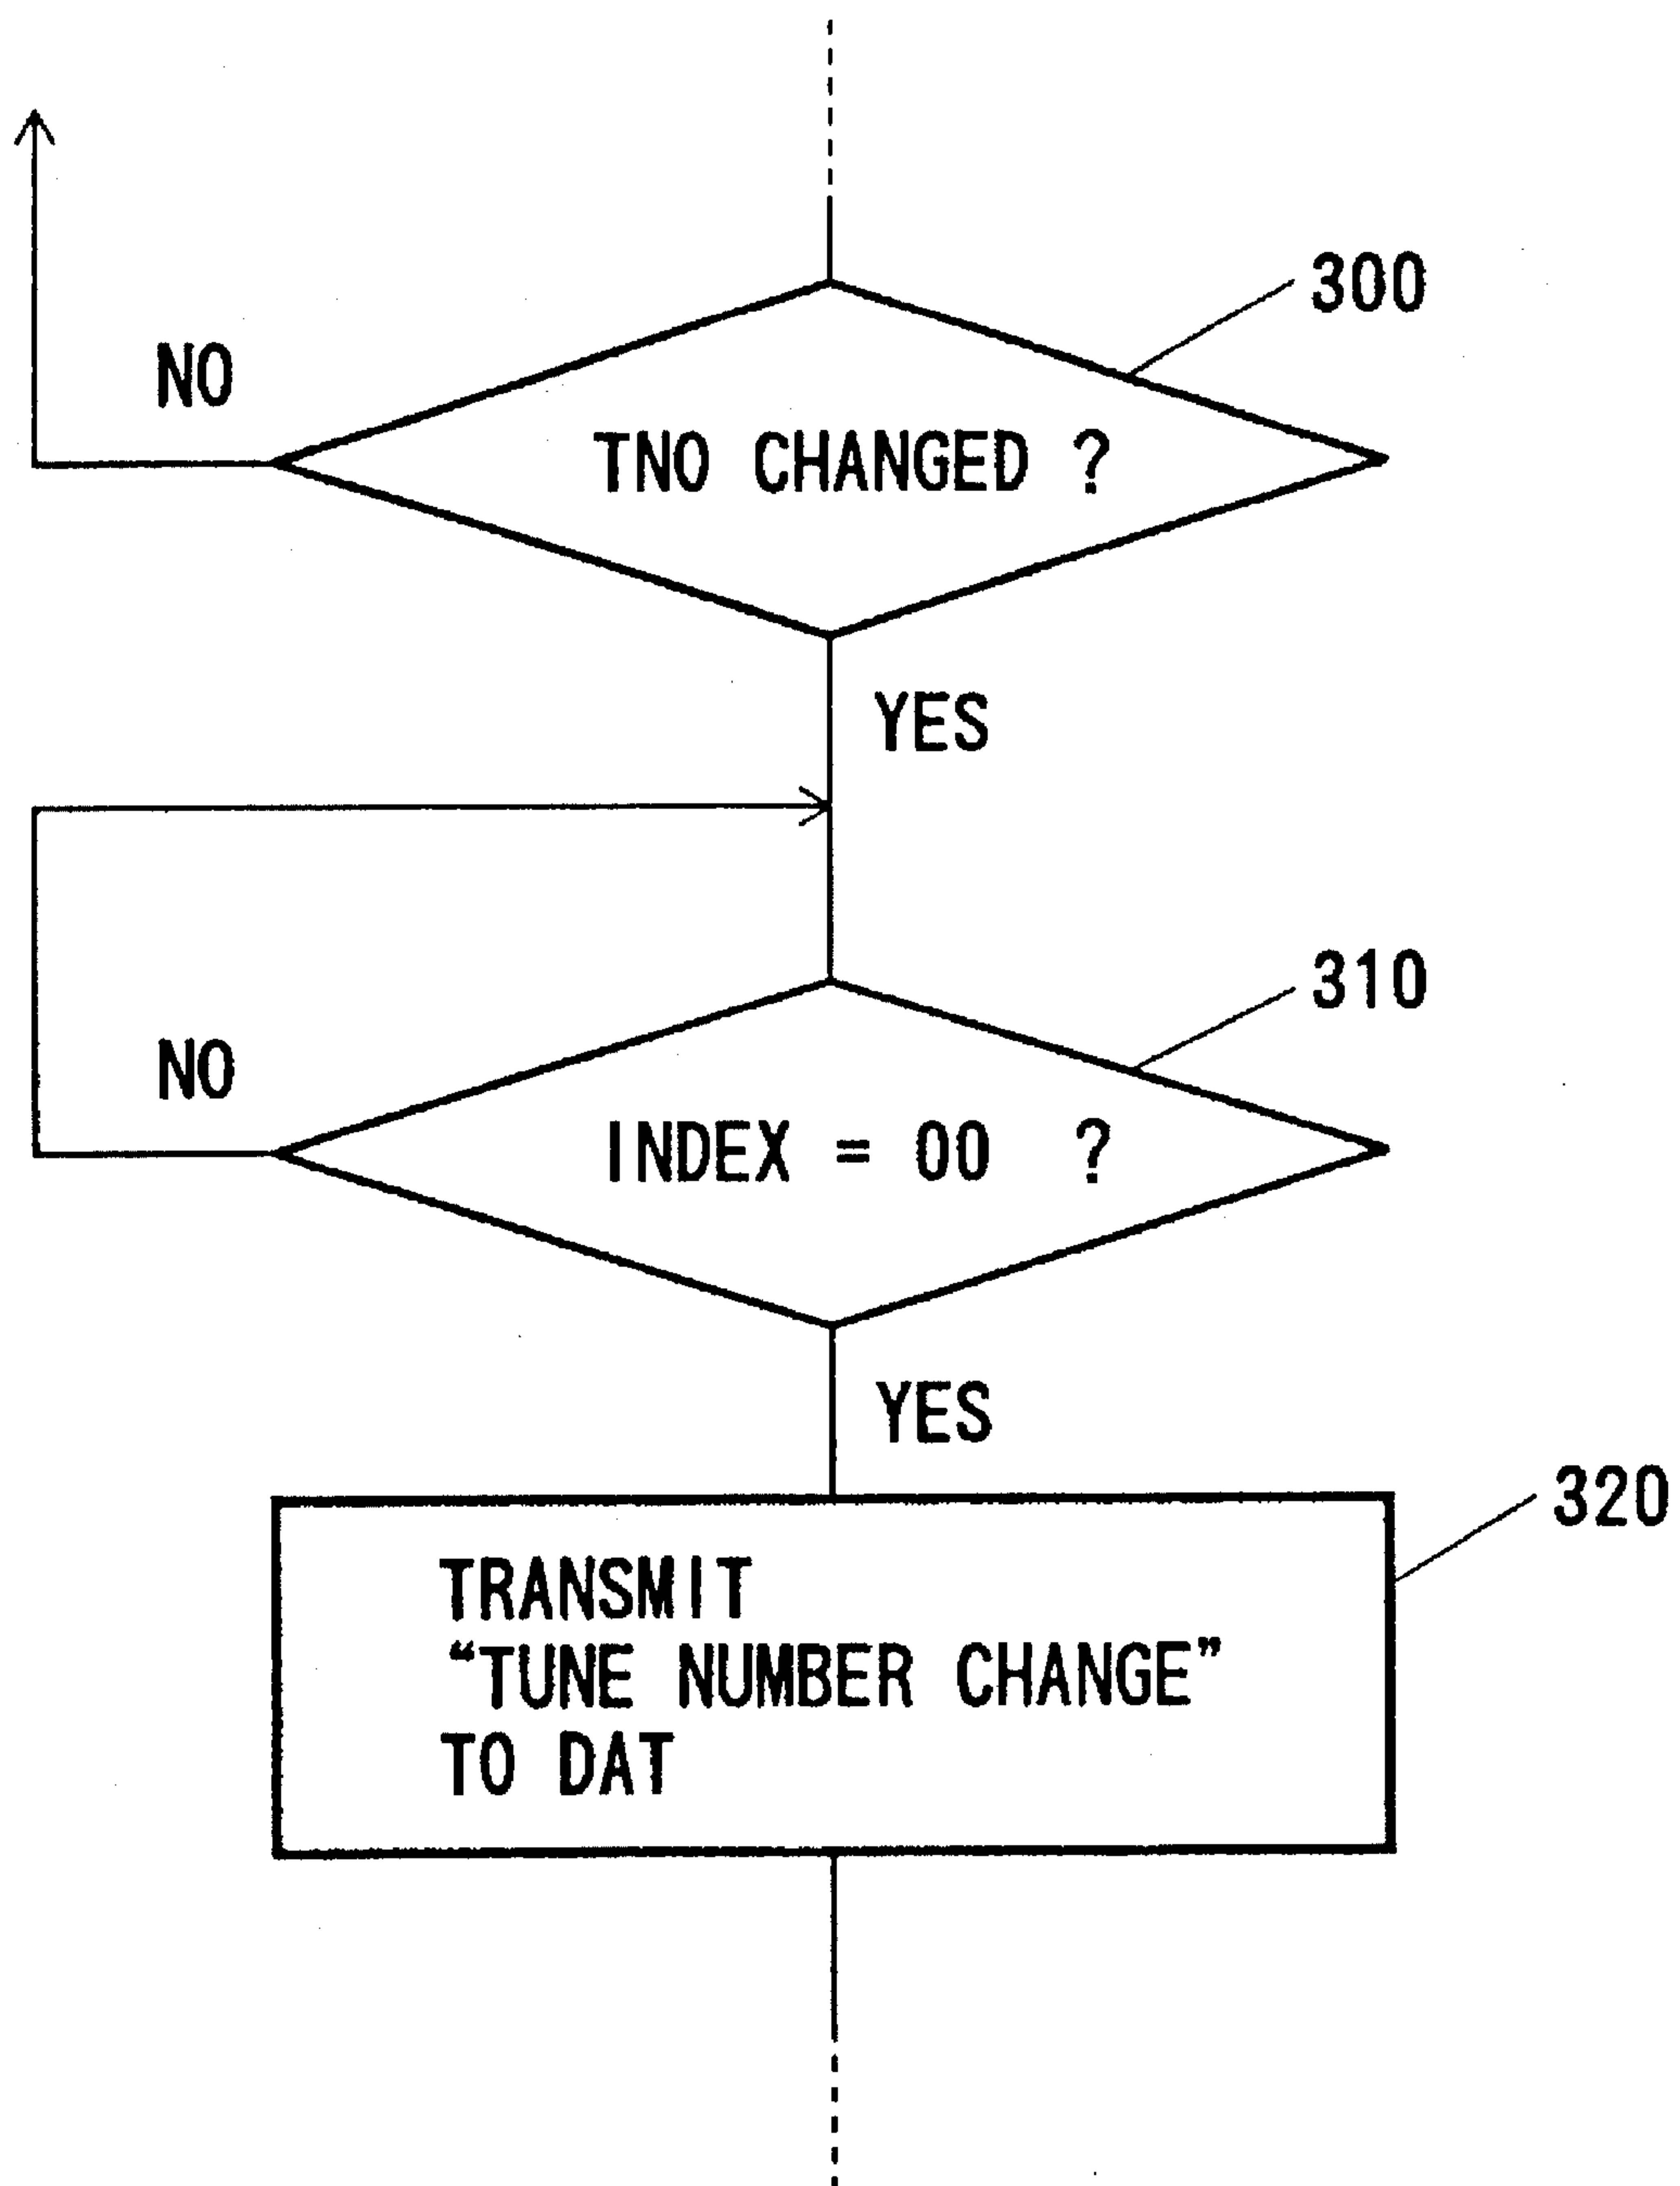 300
NO
TNO CHANGED ?
YES
310
NO
INDEX = 00 ?
YES
320
TRANSMIT
“TUNE NUMBER CHANGE”
TO DAT